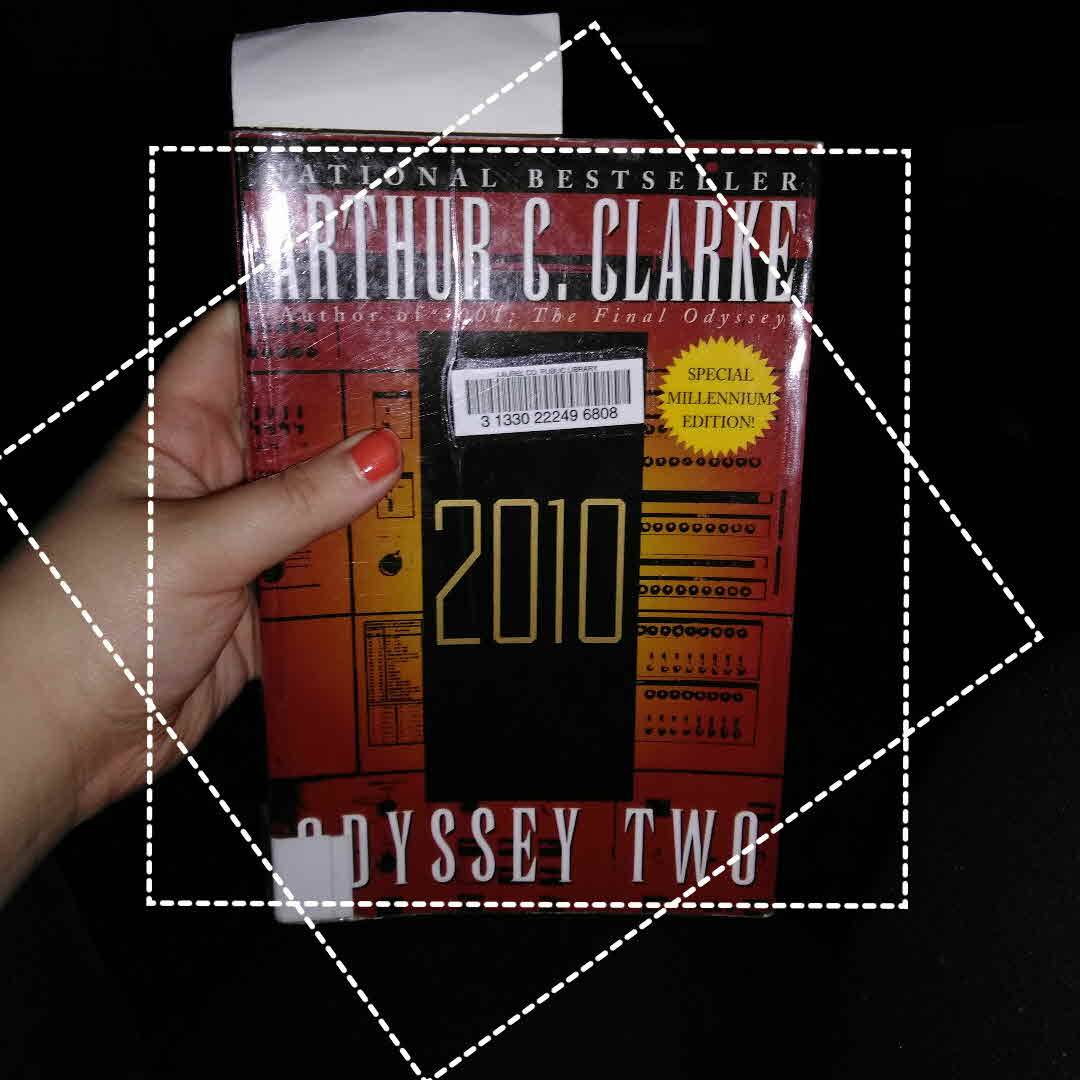 NATIONAL BESTSELLER
ARTHUR C. CLARKE
Author of 3001: The Final Odyssey
LAUREL CO. PUBLIC LIBRARY
3 1330 22249 6808
SPECIAL
MILLENNIUM
EDITION!
2010
ODYSSEY TWO